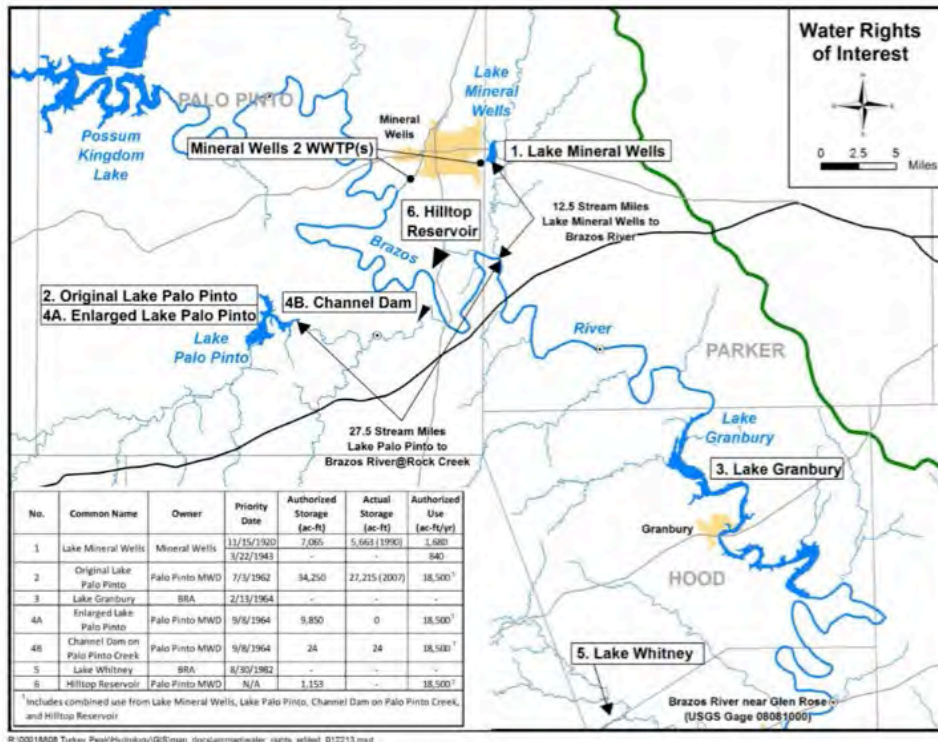 Water Rights
of Interest
0 2.5 5
Miles
PALO PINTO
Possum
Kingdom
Lake
Mineral
Wells
Lake
Mineral
Wells
Mineral Wells 2 WWTP(s)
1. Lake Mineral Wells
12.5 Stream Miles
Lake Mineral Wells to
Brazos River
6. Hilltop
Reservoir
Brazos
2. Original Lake Palo Pinto
4A. Enlarged Lake Palo Pinto
4B. Channel Dam
Lake
Palo Pinto
River
PARKER
27.5 Stream Miles
Lake Palo Pinto to
Brazos River@Rock Creek
Lake
Granbury
3. Lake Granbury
Granbury
HOOD
5. Lake Whitney
Brazos River near Glen Rose
(USGS Gage 08081000)
No. Common Name Owner Priority Date Authorized Storage (ac-ft) Actual Storage (ac-ft) Authorized Use (ac-ft/yr)
1 Lake Mineral Wells Mineral Wells 11/15/1920 7,065 5,663 (1990) 1,680
3/22/1943 - - 840
2 Original Lake Palo Pinto Palo Pinto MWD 7/3/1962 34,250 27,215 (2007) 18,500¹
3 Lake Granbury BRA 2/13/1964 - - -
4A Enlarged Lake Palo Pinto Palo Pinto MWD 9/8/1964 9,850 0 18,500¹
4B Channel Dam on Palo Pinto Creek Palo Pinto MWD 9/8/1964 24 24 18,500¹
5 Lake Whitney BRA 8/30/1982 - - -
6 Hilltop Reservoir Palo Pinto MWD N/A 1,153 - 18,500¹
¹Includes combined use from Lake Mineral Wells, Lake Palo Pinto, Channel Dam on Palo Pinto Creek,
and Hilltop Reservoir